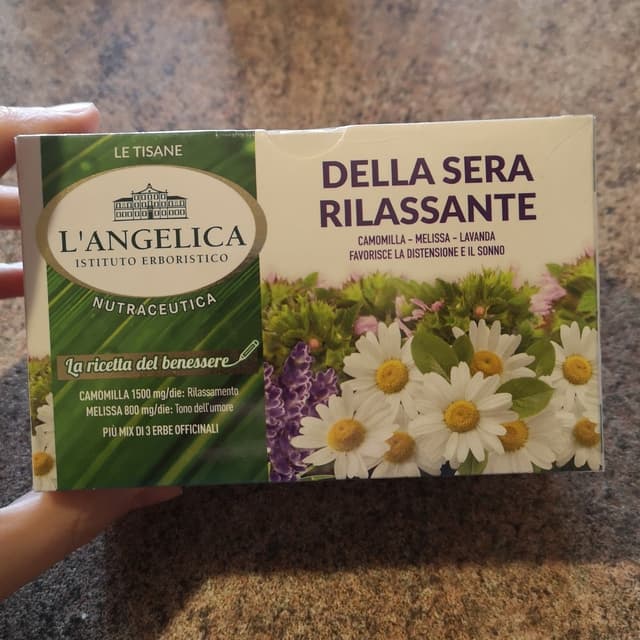 LE TISANE
L'ANGELICA
ISTITUTO ERBORISTICO
NUTRACEUTICA
La ricetta del benessere
CAMOMILLA 1500 mg/die: Rilassamento
MELISSA 800 mg/die: Tono dell'umore
PIÙ MIX DI 3 ERBE OFFICINALI
DELLA SERA
RILASSANTE
CAMOMILLA - MELISSA - LAVANDA
FAVORISCE LA DISTENSIONE E IL SONNO